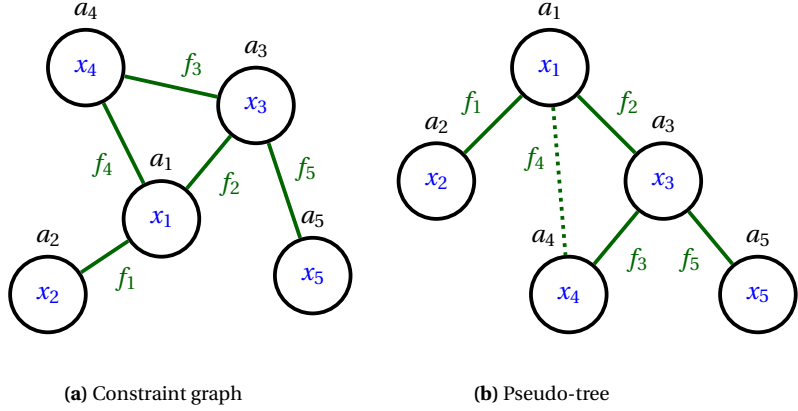 a₄
x₄
f₃
a₃
x₃
f₄
a₁
f₂
f₅
x₁
a₂
a₅
x₂
f₁
x₅
(a) Constraint graph
a₁
x₁
f₁
f₂
a₂
a₃
x₂
f₄
x₃
a₄
f₃
f₅
a₅
x₄
x₅
(b) Pseudo-tree